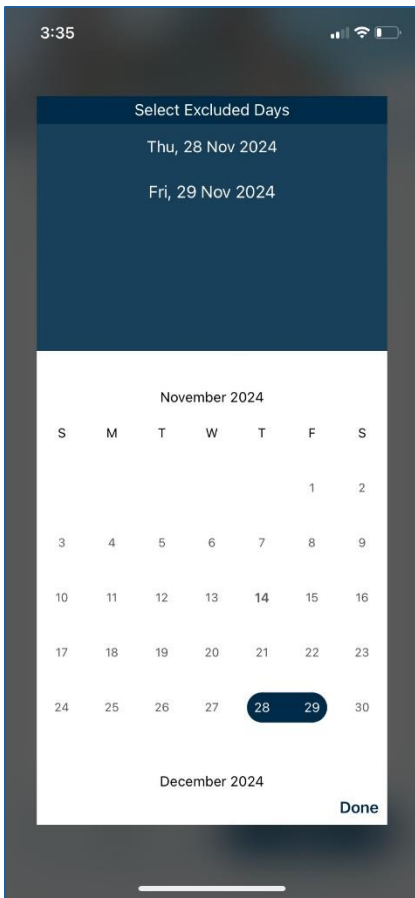 3:35
Select Excluded Days
Thu, 28 Nov 2024
Fri, 29 Nov 2024
November 2024
S M T W T F S
1 2
3 4 5 6 7 8 9
10 11 12 13 14 15 16
17 18 19 20 21 22 23
24 25 26 27 28 29 30
December 2024
Done